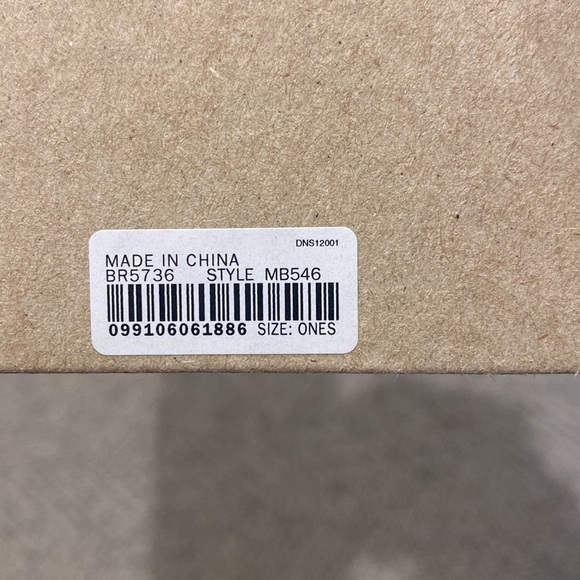 DNS12001
MADE IN CHINA
BR5736 STYLE MB546
099106061886 SIZE: ONES